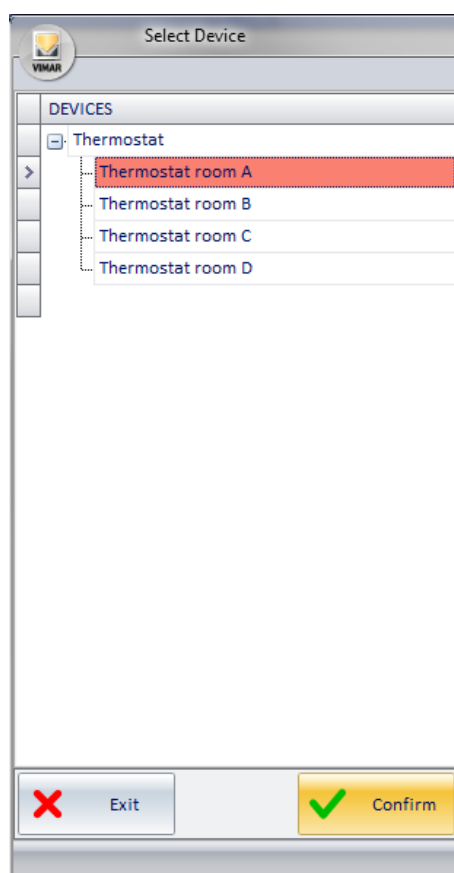 Select Device
VIMAR
DEVICES
Thermostat
Thermostat room A
Thermostat room B
Thermostat room C
Thermostat room D
Exit
Confirm